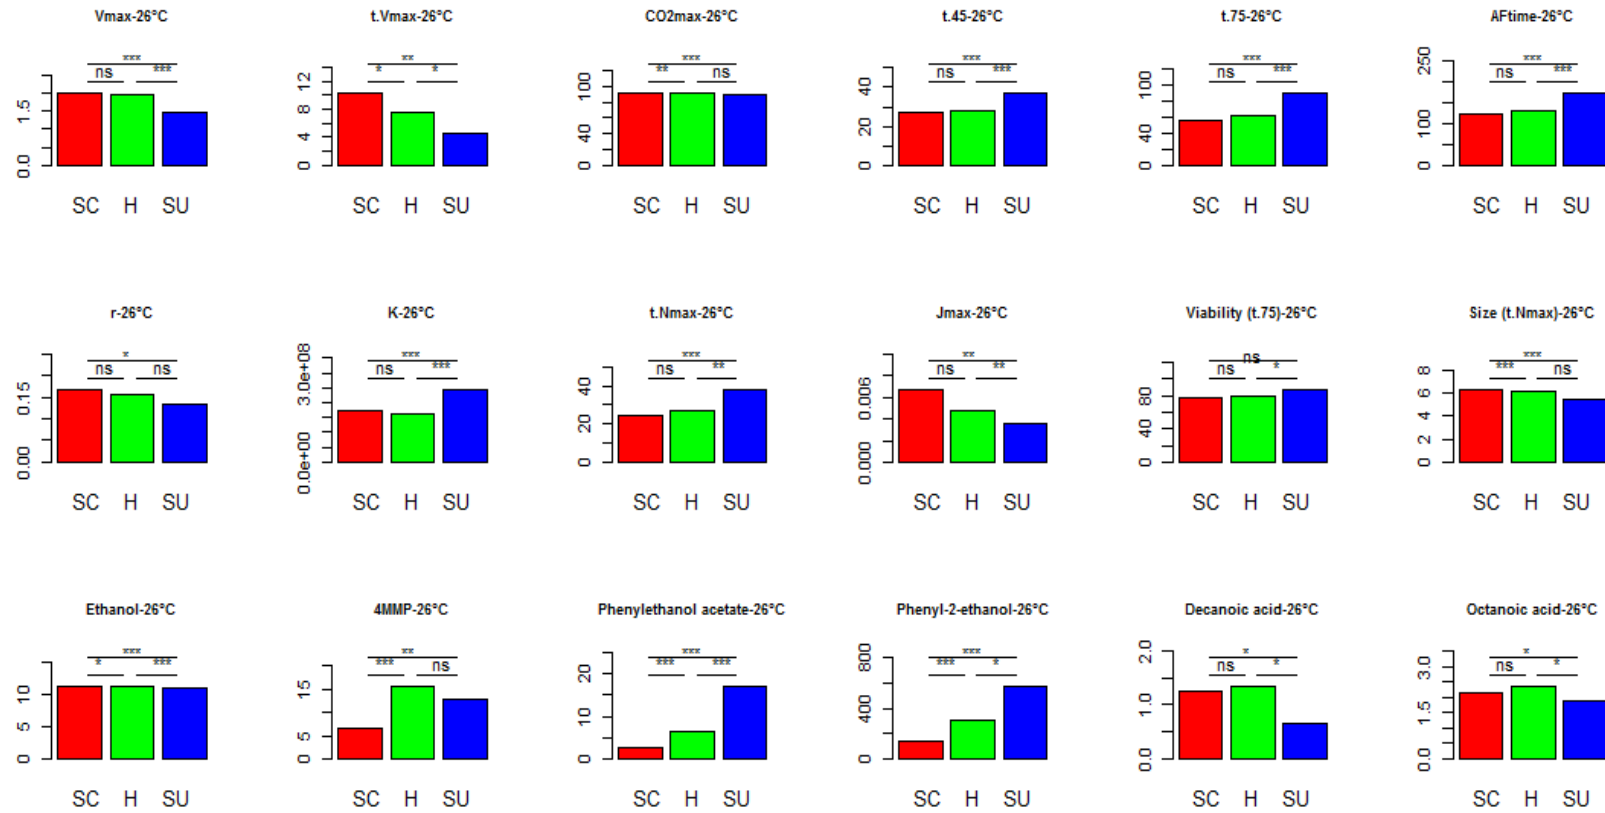 Vmax-26°C t.Vmax-26°C CO2max-26°C t.45-26°C t.75-26°C AFtime-26°C
*** ** *** *** *** ***
ns *** * * ** ns ns *** ns *** ns ***
0.0 1.5 0 4 8 12 0 40 100 0 20 40 0 40 100 0 100 250
SC H SU SC H SU SC H SU SC H SU SC H SU SC H SU
r-26°C K-26°C t.Nmax-26°C Jmax-26°C Viability (t.75)-26°C Size (t.Nmax)-26°C
* *** *** ** ns ***
ns ns ns *** ns ** ns ** ns * *** ns
0.00 0.15 0.0e+00 3.0e+08 0 20 40 0.000 0.006 0 40 80 0 2 4 6 8
SC H SU SC H SU SC H SU SC H SU SC H SU SC H SU
Ethanol-26°C 4MMP-26°C Phenylethanol acetate-26°C Phenyl-2-ethanol-26°C Decanoic acid-26°C Octanoic acid-26°C
*** ** *** *** * *
* *** *** ns *** *** *** * ns * ns *
0 5 10 0 5 15 0 10 20 0 400 800 0.0 1.0 2.0 0.0 1.5 3.0
SC H SU SC H SU SC H SU SC H SU SC H SU SC H SU